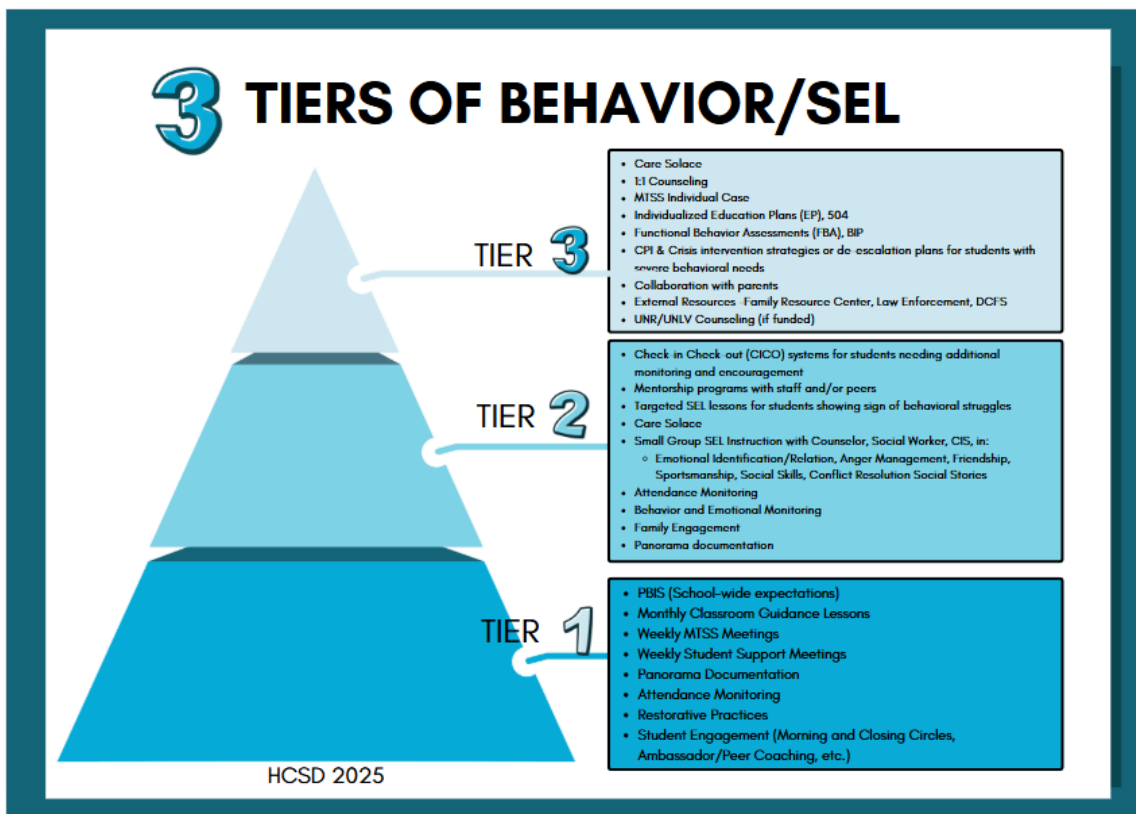 3 TIERS OF BEHAVIOR/SEL
TIER 3
• Care Solace
• 1:1 Counseling
• MTSS Individual Case
• Individualized Education Plans (EP), 504
• Functional Behavior Assessments (FBA), BIP
• CPI & Crisis intervention strategies or de-escalation plans for students with
severe behavioral needs
• Collaboration with parents
• External Resources -Family Resource Center, Law Enforcement, DCFS
• UNR/UNLV Counseling (if funded)
TIER 2
• Check-in Check-out (CICO) systems for students needing additional
monitoring and encouragement
• Mentorship programs with staff and/or peers
• Targeted SEL lessons for students showing sign of behavioral struggles
• Care Solace
• Small Group SEL Instruction with Counselor, Social Worker, CIS, in:
○ Emotional Identification/Relation, Anger Management, Friendship,
Sportsmanship, Social Skills, Conflict Resolution Social Stories
• Attendance Monitoring
• Behavior and Emotional Monitoring
• Family Engagement
• Panorama documentation
TIER 1
• PBIS (School-wide expectations)
• Monthly Classroom Guidance Lessons
• Weekly MTSS Meetings
• Weekly Student Support Meetings
• Panorama Documentation
• Attendance Monitoring
• Restorative Practices
• Student Engagement (Morning and Closing Circles,
Ambassador/Peer Coaching, etc.)
HCSD 2025